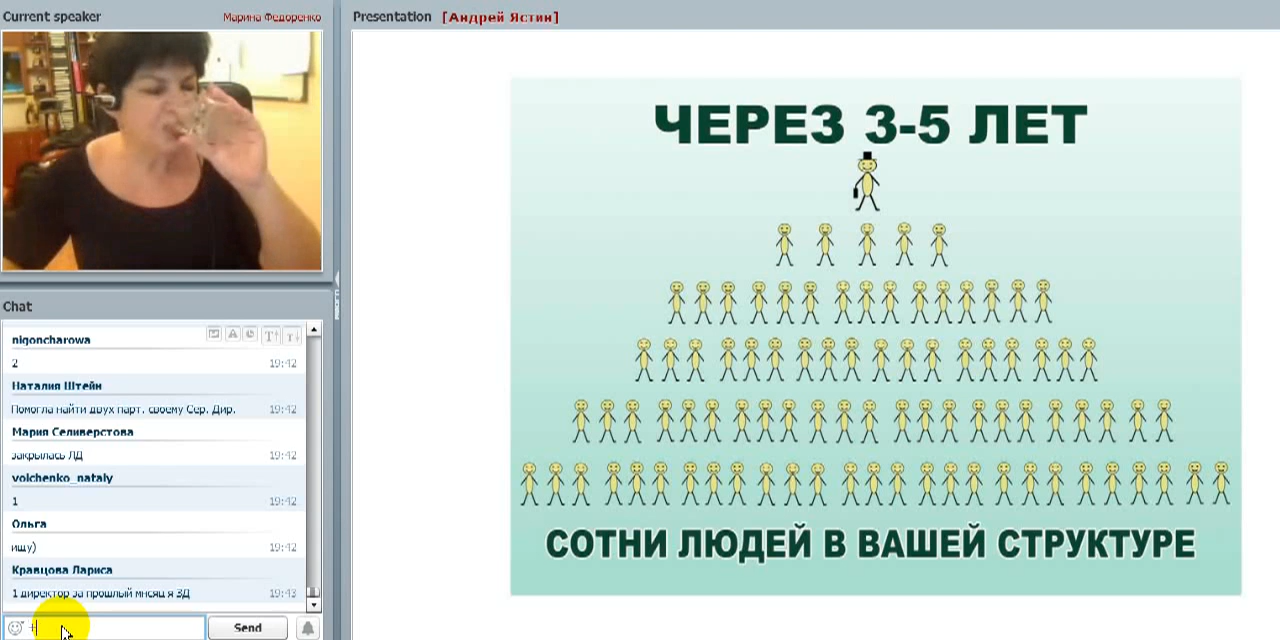 Current speaker
Марина Федоренко
Presentation [Андрей Ястин]
ЧЕРЕЗ 3-5 ЛЕТ
СОТНИ ЛЮДЕЙ В ВАШЕЙ СТРУКТУРЕ
Chat
nigoncharowa
2 19:42
Наталия Штейн
Помогла найти двух парт. своему Сер. Дир. 19:42
Мария Селиверстова
закрылась ЛД 19:42
volchenko_nataly
1 19:42
Ольга
ищу) 19:42
Кравцова Лариса
1 директор за прошлый мнсяц я ЗД 19:43
+
Send